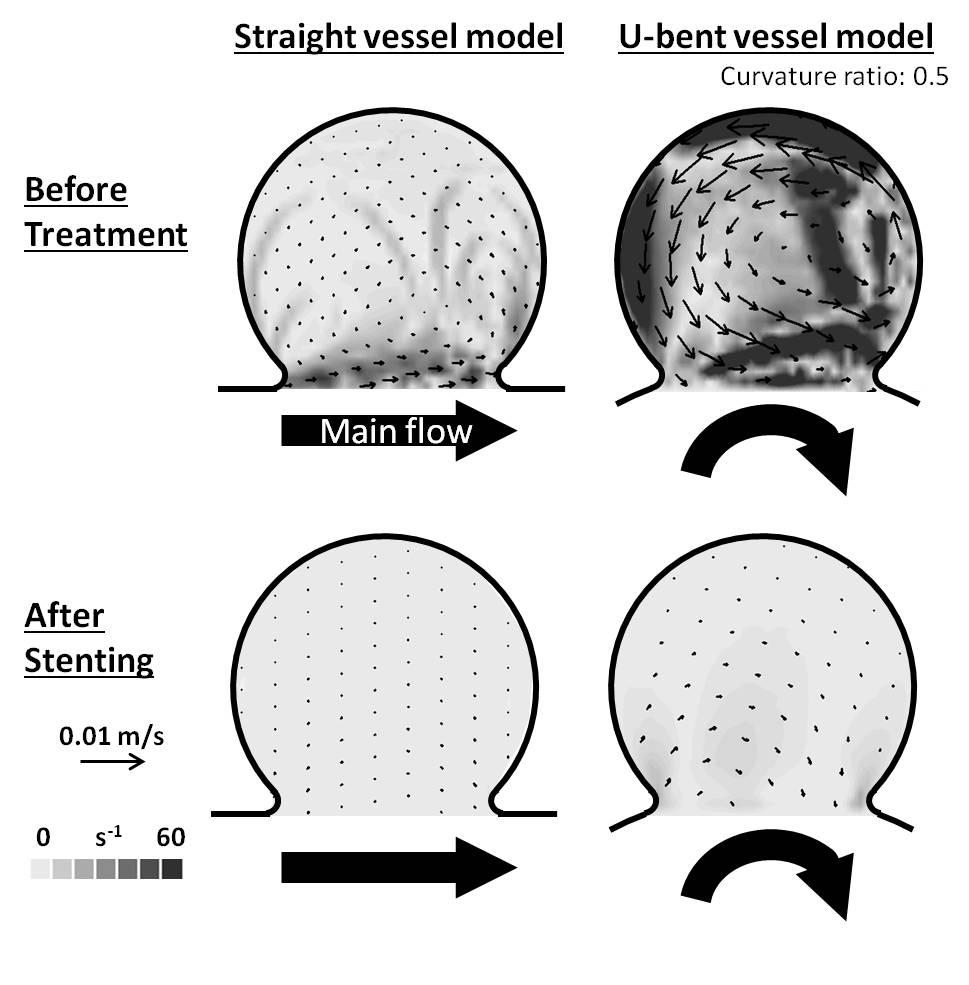 Straight vessel model
U-bent vessel model
Curvature ratio: 0.5
Before
Treatment
Main flow
After
Stenting
0.01 m/s
0 s-1 60